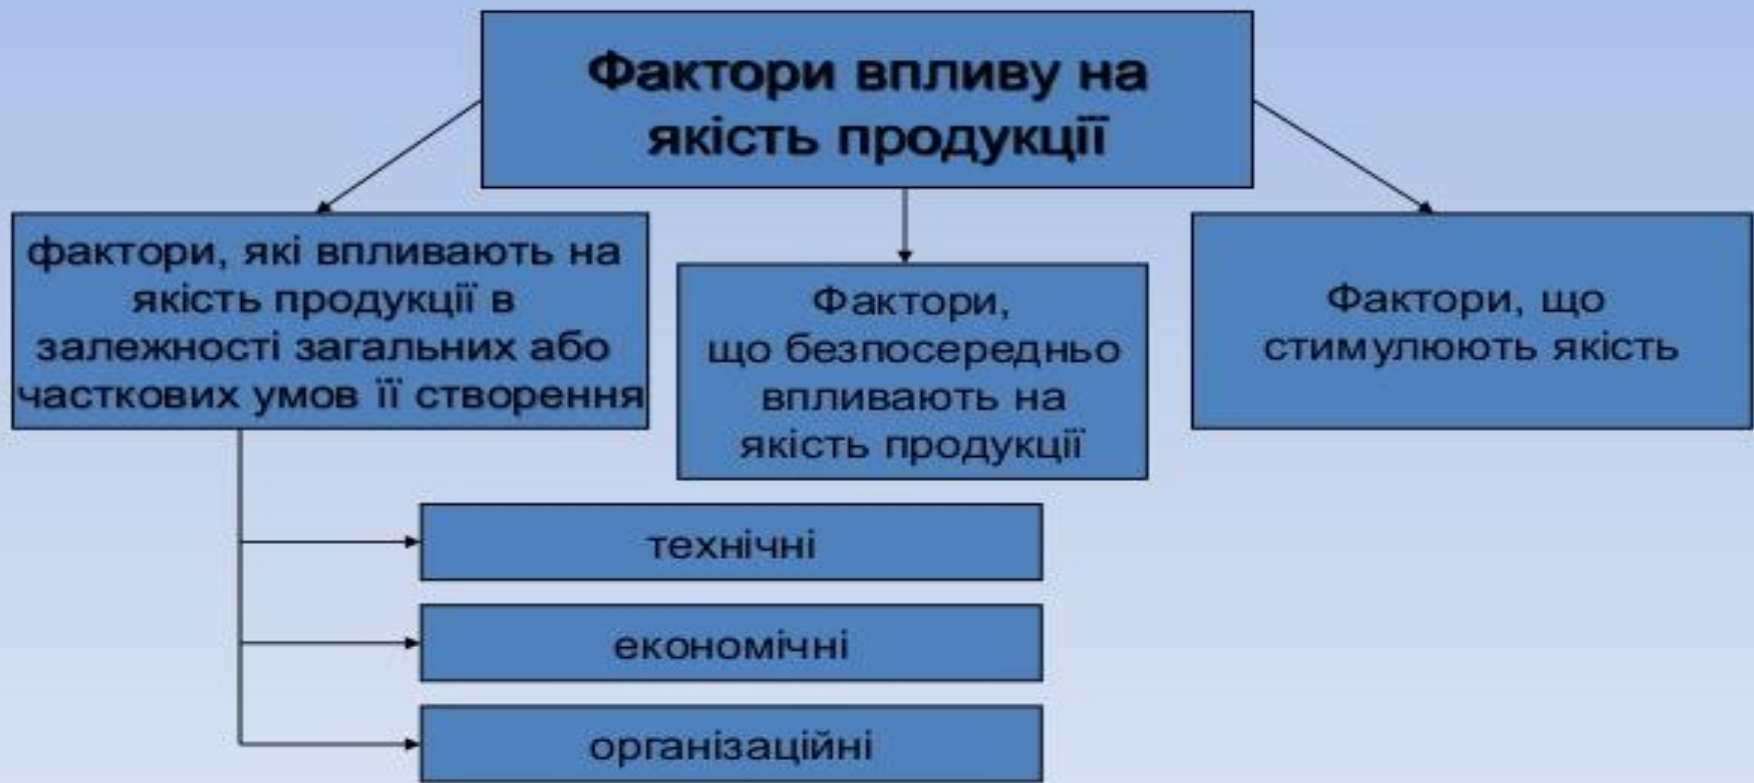 Фактори впливу на
якість продукції
фактори, які впливають на
якість продукції в
залежності загальних або
часткових умов її створення
Фактори,
що безпосередньо
впливають на
якість продукції
Фактори, що
стимулюють якість
технічні
економічні
організаційні